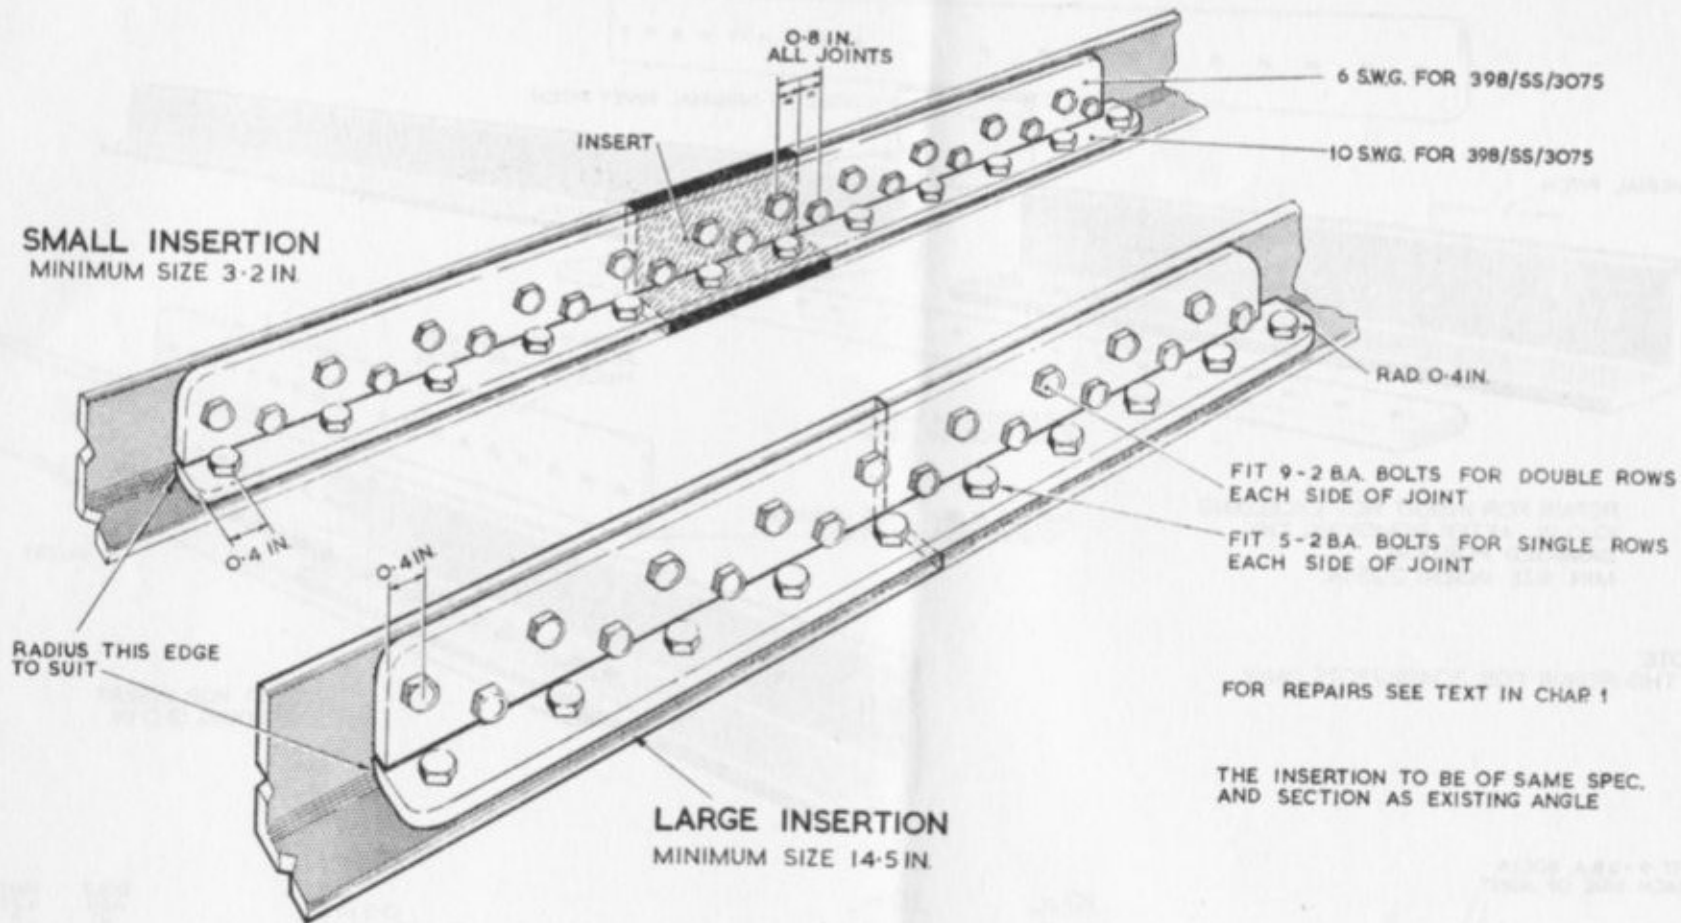 0·8 IN.
ALL JOINTS
6 S.W.G. FOR 398/SS/3075
INSERT
10 S.W.G. FOR 398/SS/3075
SMALL INSERTION
MINIMUM SIZE 3·2 IN.
RAD. 0·4 IN.
FIT 9-2 B.A. BOLTS FOR DOUBLE ROWS
EACH SIDE OF JOINT
0·4 IN.
0·4 IN.
FIT 5-2 B.A. BOLTS FOR SINGLE ROWS
EACH SIDE OF JOINT
RADIUS THIS EDGE
TO SUIT
FOR REPAIRS SEE TEXT IN CHAP. 1
THE INSERTION TO BE OF SAME SPEC.
AND SECTION AS EXISTING ANGLE
LARGE INSERTION
MINIMUM SIZE 14·5 IN.